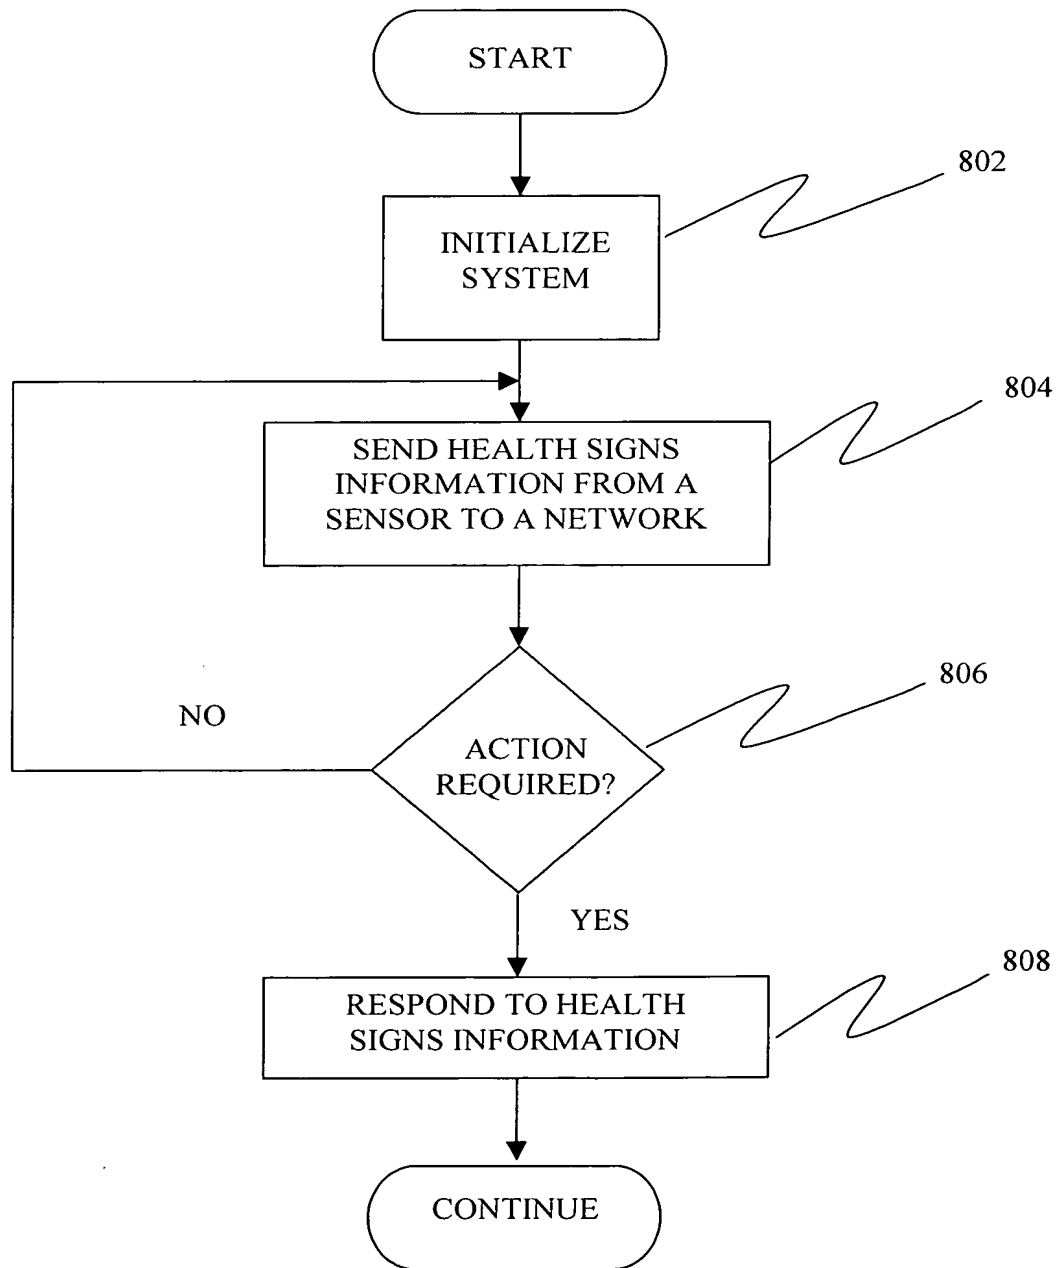 START
802
INITIALIZE
SYSTEM
804
SEND HEALTH SIGNS
INFORMATION FROM A
SENSOR TO A NETWORK
806
NO
ACTION
REQUIRED?
YES
808
RESPOND TO HEALTH
SIGNS INFORMATION
CONTINUE